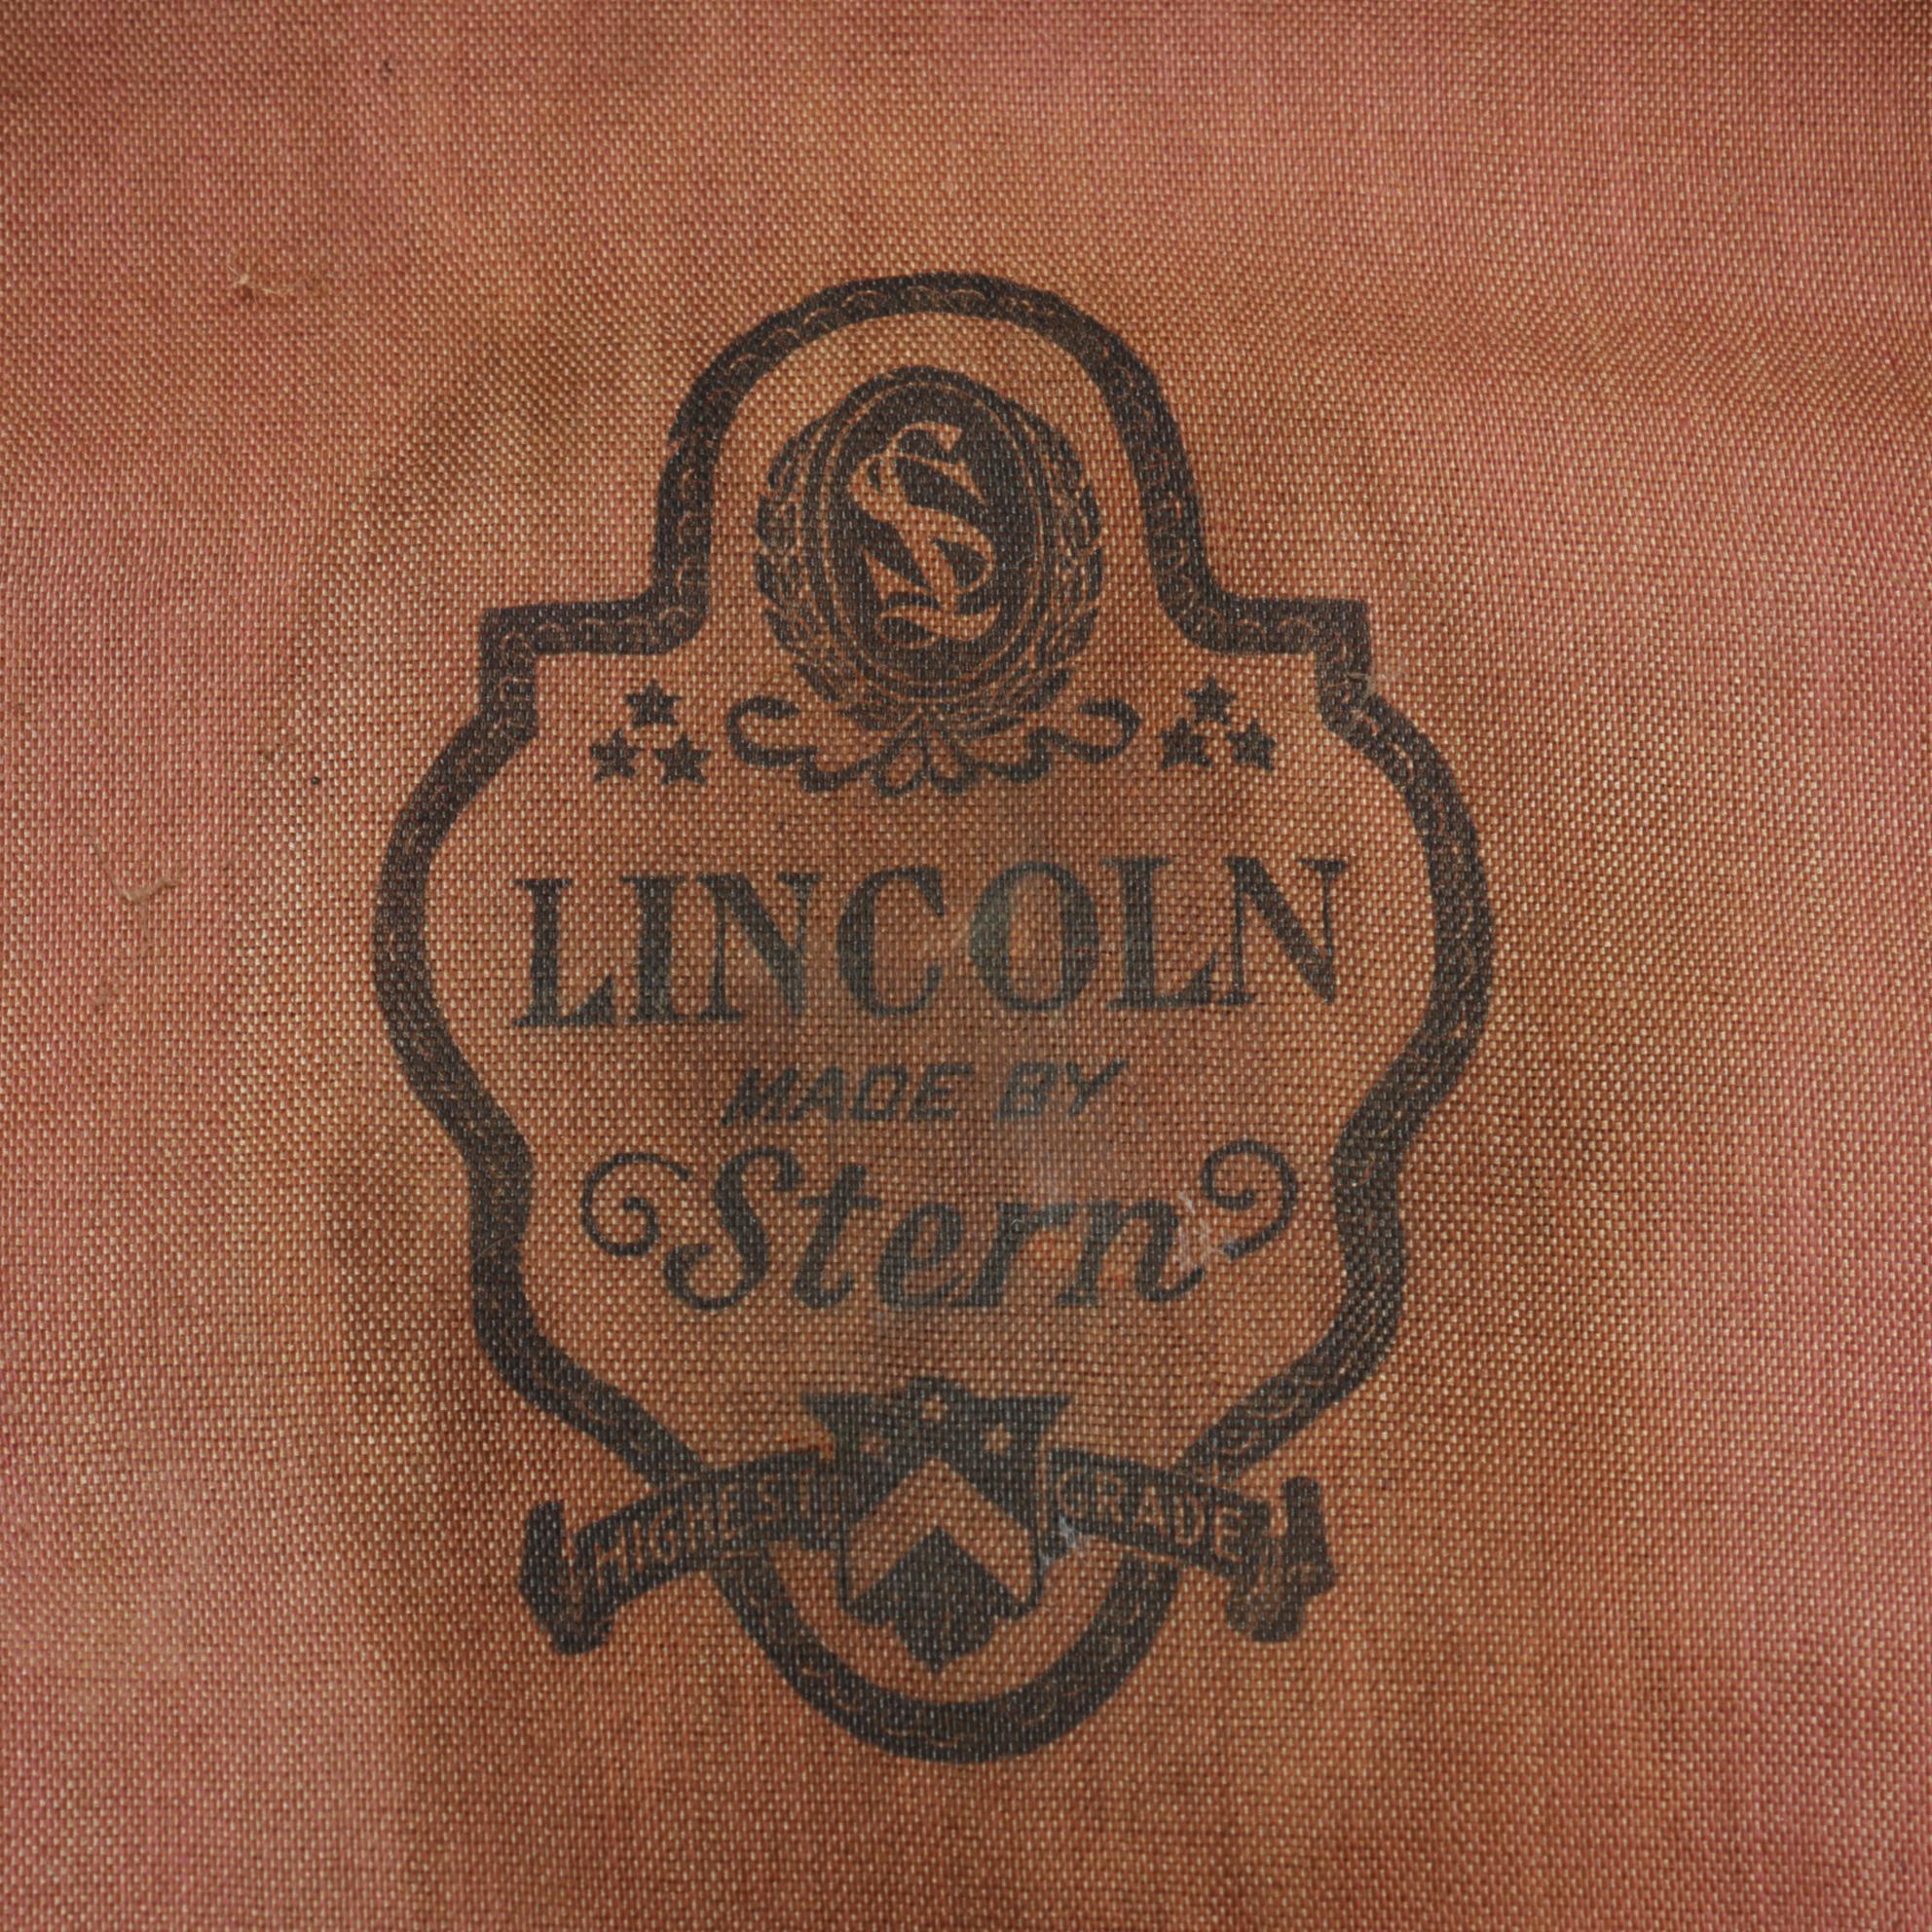 S
LINCOLN
MADE BY
Stern
HIGHEST GRADE